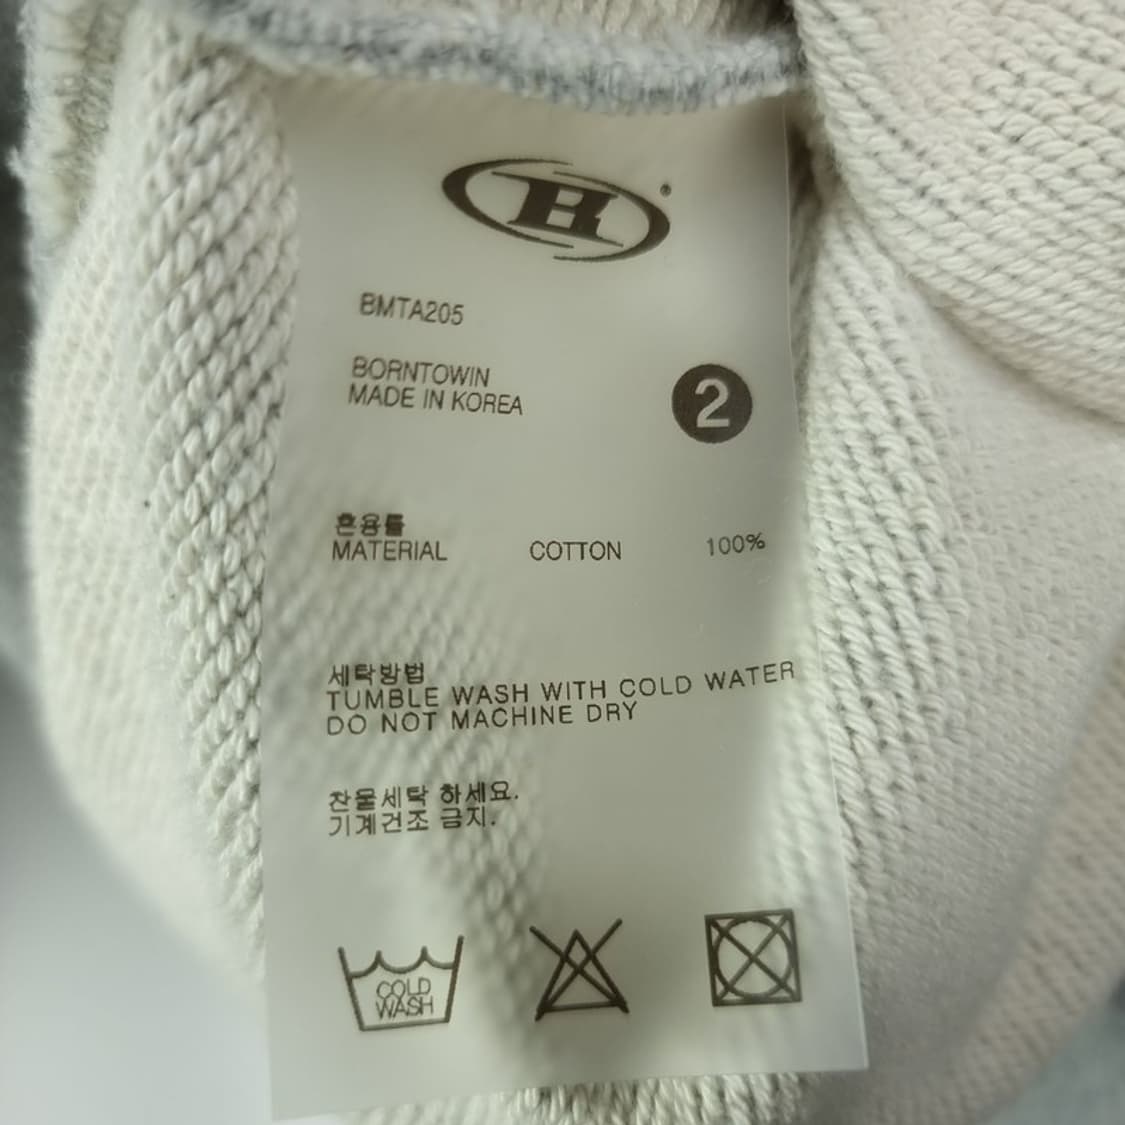 B ®
BMTA205
BORNTOWIN
MADE IN KOREA
2
혼용률
MATERIAL COTTON 100%
세탁방법
TUMBLE WASH WITH COLD WATER
DO NOT MACHINE DRY
찬물세탁 하세요.
기계건조 금지.
COLD
WASH